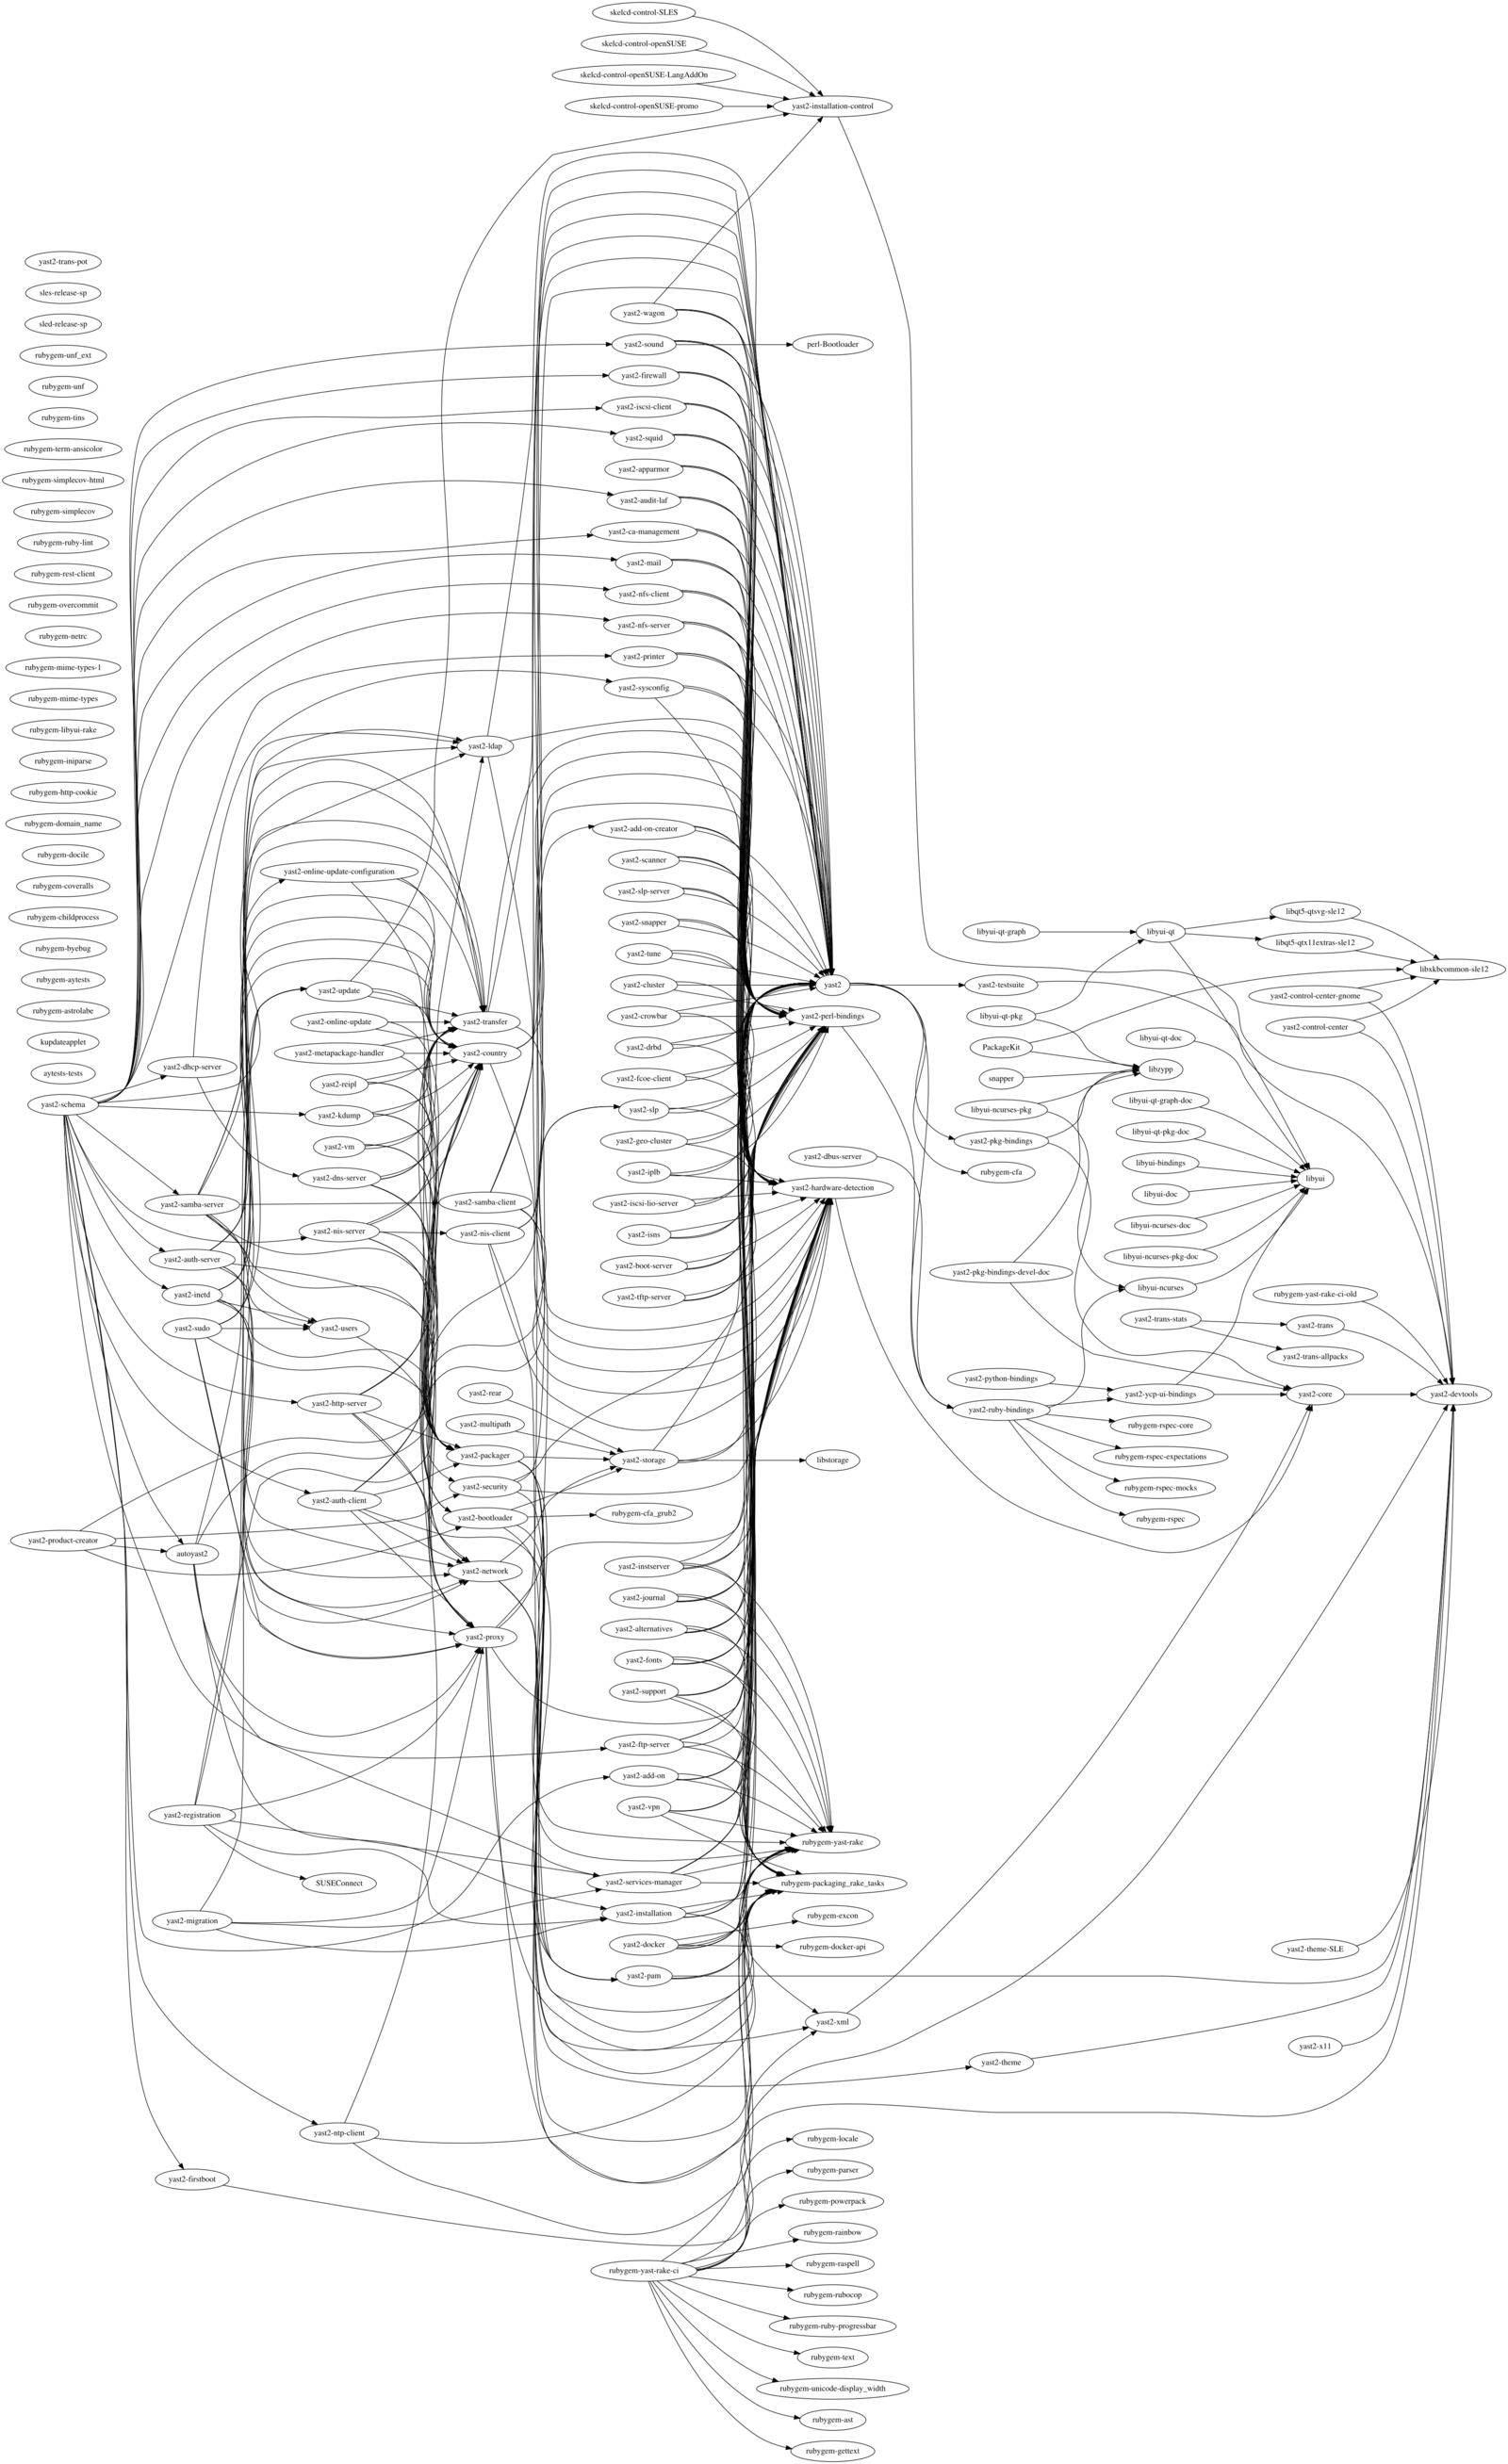 skelcd-control-SLES
skelcd-control-openSUSE
skelcd-control-openSUSE-LangAddOn
skelcd-control-openSUSE-promo
yast2-installation-control
yast2-trans-pot
sles-release-sp
sled-release-sp
rubygem-unf_ext
rubygem-unf
rubygem-tins
rubygem-term-ansicolor
rubygem-simplecov-html
rubygem-simplecov
rubygem-ruby-lint
rubygem-rest-client
rubygem-overcommit
rubygem-netrc
rubygem-mime-types-1
rubygem-mime-types
rubygem-libyui-rake
rubygem-iniparse
rubygem-http-cookie
rubygem-domain_name
rubygem-docile
rubygem-coveralls
rubygem-childprocess
rubygem-byebug
rubygem-aytests
rubygem-astrolabe
kupdateapplet
aytests-tests
yast2-schema
yast2-product-creator
yast2-dhcp-server
yast2-samba-server
yast2-auth-server
yast2-inetd
yast2-sudo
autoyast2
yast2-registration
yast2-migration
yast2-firstboot
yast2-online-update-configuration
yast2-update
yast2-online-update
yast2-metapackage-handler
yast2-reipl
yast2-kdump
yast2-vm
yast2-dns-server
yast2-nis-server
yast2-users
yast2-http-server
yast2-auth-client
SUSEConnect
yast2-ntp-client
yast2-ldap
yast2-transfer
yast2-country
yast2-samba-client
yast2-nis-client
yast2-rear
yast2-multipath
yast2-packager
yast2-security
yast2-bootloader
yast2-network
yast2-proxy
yast2-wagon
yast2-sound
yast2-firewall
yast2-iscsi-client
yast2-squid
yast2-apparmor
yast2-audit-laf
yast2-ca-management
yast2-mail
yast2-nfs-client
yast2-nfs-server
yast2-printer
yast2-sysconfig
yast2-add-on-creator
yast2-scanner
yast2-slp-server
yast2-snapper
yast2-tune
yast2-cluster
yast2-crowbar
yast2-drbd
yast2-fcoe-client
yast2-slp
yast2-geo-cluster
yast2-iplb
yast2-iscsi-lio-server
yast2-isns
yast2-boot-server
yast2-tftp-server
yast2-storage
rubygem-cfa_grub2
yast2-instserver
yast2-journal
yast2-alternatives
yast2-fonts
yast2-support
yast2-ftp-server
yast2-add-on
yast2-vpn
yast2-services-manager
yast2-installation
yast2-docker
yast2-pam
rubygem-yast-rake-ci
perl-Bootloader
yast2
yast2-perl-bindings
yast2-dbus-server
yast2-hardware-detection
libstorage
rubygem-yast-rake
rubygem-packaging_rake_tasks
rubygem-excon
rubygem-docker-api
yast2-xml
rubygem-locale
rubygem-parser
rubygem-powerpack
rubygem-rainbow
rubygem-raspell
rubygem-rubocop
rubygem-ruby-progressbar
rubygem-text
rubygem-unicode-display_width
rubygem-ast
rubygem-gettext
libyui-qt-graph
yast2-testsuite
libyui-qt-pkg
PackageKit
snapper
libyui-ncurses-pkg
yast2-pkg-bindings
rubygem-cfa
yast2-pkg-bindings-devel-doc
yast2-python-bindings
yast2-ruby-bindings
yast2-theme
libyui-qt
libyui-qt-doc
libzypp
libyui-qt-graph-doc
libyui-qt-pkg-doc
libyui-bindings
libyui-doc
libyui-ncurses-doc
libyui-ncurses-pkg-doc
libyui-ncurses
yast2-trans-stats
yast2-ycp-ui-bindings
rubygem-rspec-core
rubygem-rspec-expectations
rubygem-rspec-mocks
rubygem-rspec
libqt5-qtsvg-sle12
libqt5-qtx11extras-sle12
yast2-control-center-gnome
yast2-control-center
libyui
rubygem-yast-rake-ci-old
yast2-trans
yast2-trans-allpacks
yast2-core
yast2-theme-SLE
yast2-x11
libxkbcommon-sle12
yast2-devtools